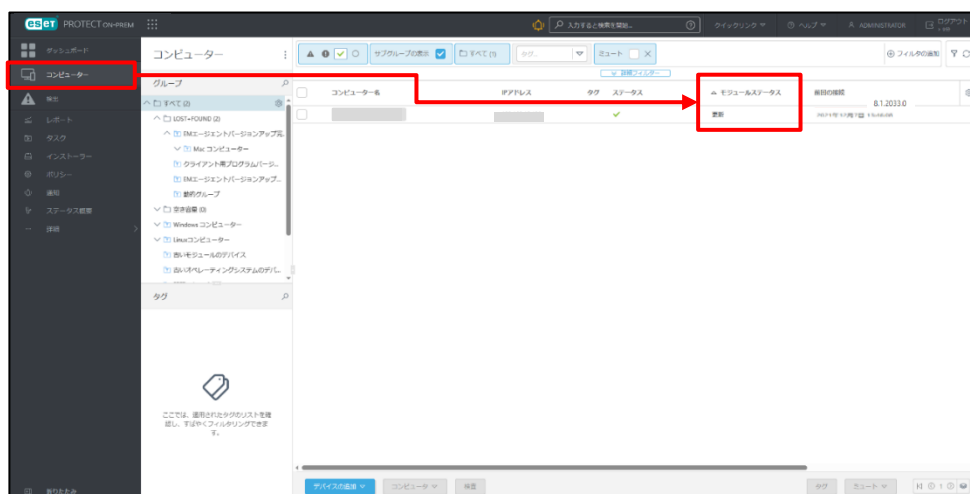 eset PROTECT ON-PREM
入力すると検索を開始...
クイックリンク
ヘルプ
ADMINISTRATOR
ログアウト
ダッシュボード
コンピューター
検出
レポート
タスク
インストーラー
ポリシー
通知
ステータス概要
詳細
折りたたみ
コンピューター
サブグループの表示
すべて (1)
タグ...
ミュート
フィルタの追加
詳細フィルター
グループ
すべて (2)
LOST+FOUND (2)
EMエージェントバージョンアップ完..
Mac コンピューター
クライアント用プログラムバージ...
EMエージェントバージョンアップ...
動的グループ
空き容量 (0)
Windows コンピューター
Linuxコンピューター
古いモジュールのデバイス
古いオペレーティングシステムのデバ...
コンピューター名
IPアドレス
タグ
ステータス
モジュールステータス
前回の接続
8.1.2033.0
更新
タグ
ここでは、適用されたタグのリストを確
認し、すばやくフィルタリングできま
す。
デバイスの追加
コンピュータ
検査
タグ
ミュート
1